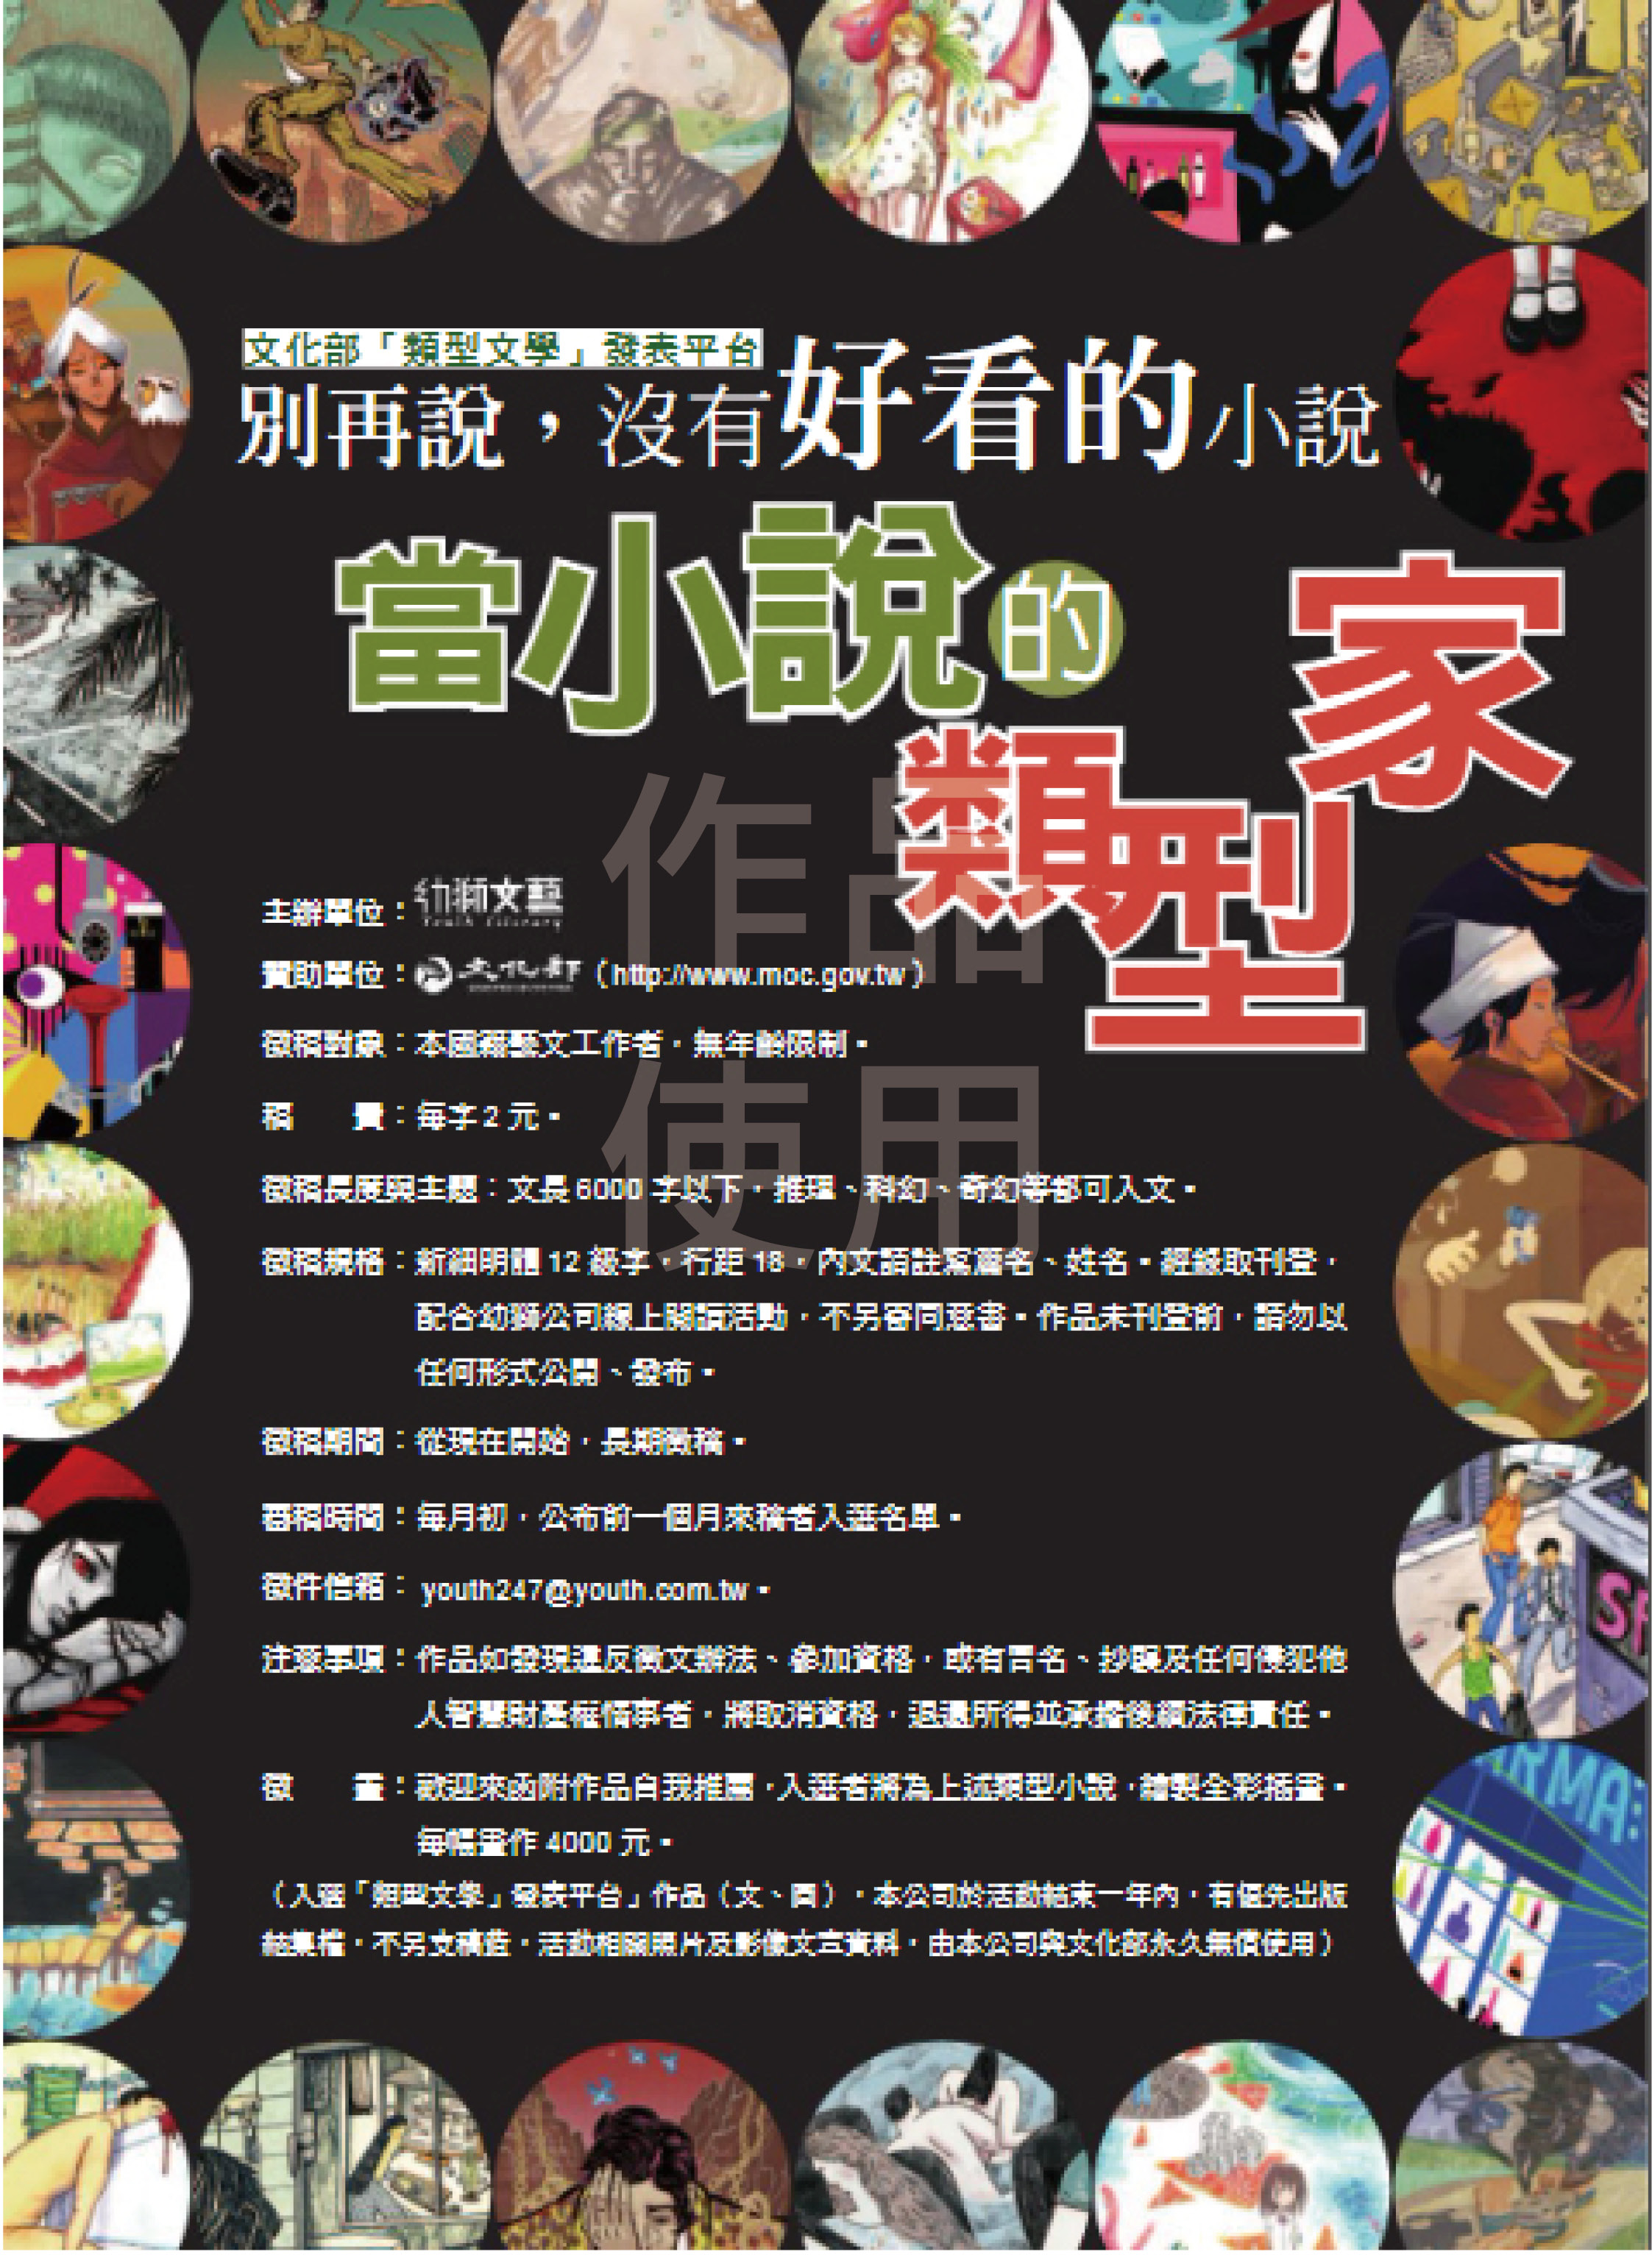 文化部「類型文學」發表平台
別再說，沒有好看的小說
當小說的
類型家
作品
使用
主辦單位：幼獅文藝
Youth Literary
贊助單位：文化部（http://www.moc.gov.tw）
徵稿對象：本國籍藝文工作者，無年齡限制。
稿　　費：每字2元。
徵稿長度與主題：文長6000字以下，推理、科幻、奇幻等都可入文。
徵稿規格：新細明體12級字，行距18，內文請註寫篇名、姓名。經錄取刊登，
配合幼獅公司線上閱讀活動，不另寄同意書。作品未刊登前，請勿以
任何形式公開、發布。
徵稿期間：從現在開始，長期徵稿。
審稿時間：每月初，公布前一個月來稿者入選名單。
徵件信箱：youth247@youth.com.tw。
注意事項：作品如發現違反徵文辦法、參加資格，或有冒名、抄襲及任何侵犯他
人智慧財產權情事者，將取消資格，退還所得並承擔後續法律責任。
徵　　畫：歡迎來函附作品自我推薦，入選者將為上述類型小說，繪製全彩插畫。
每幅畫作4000元。
（入選「類型文學」發表平台」作品（文、圖），本公司於活動結束一年內，有優先出版
結集權，不另支稿酬，活動相關照片及影像文宣資料，由本公司與文化部永久無償使用）
ARMA: